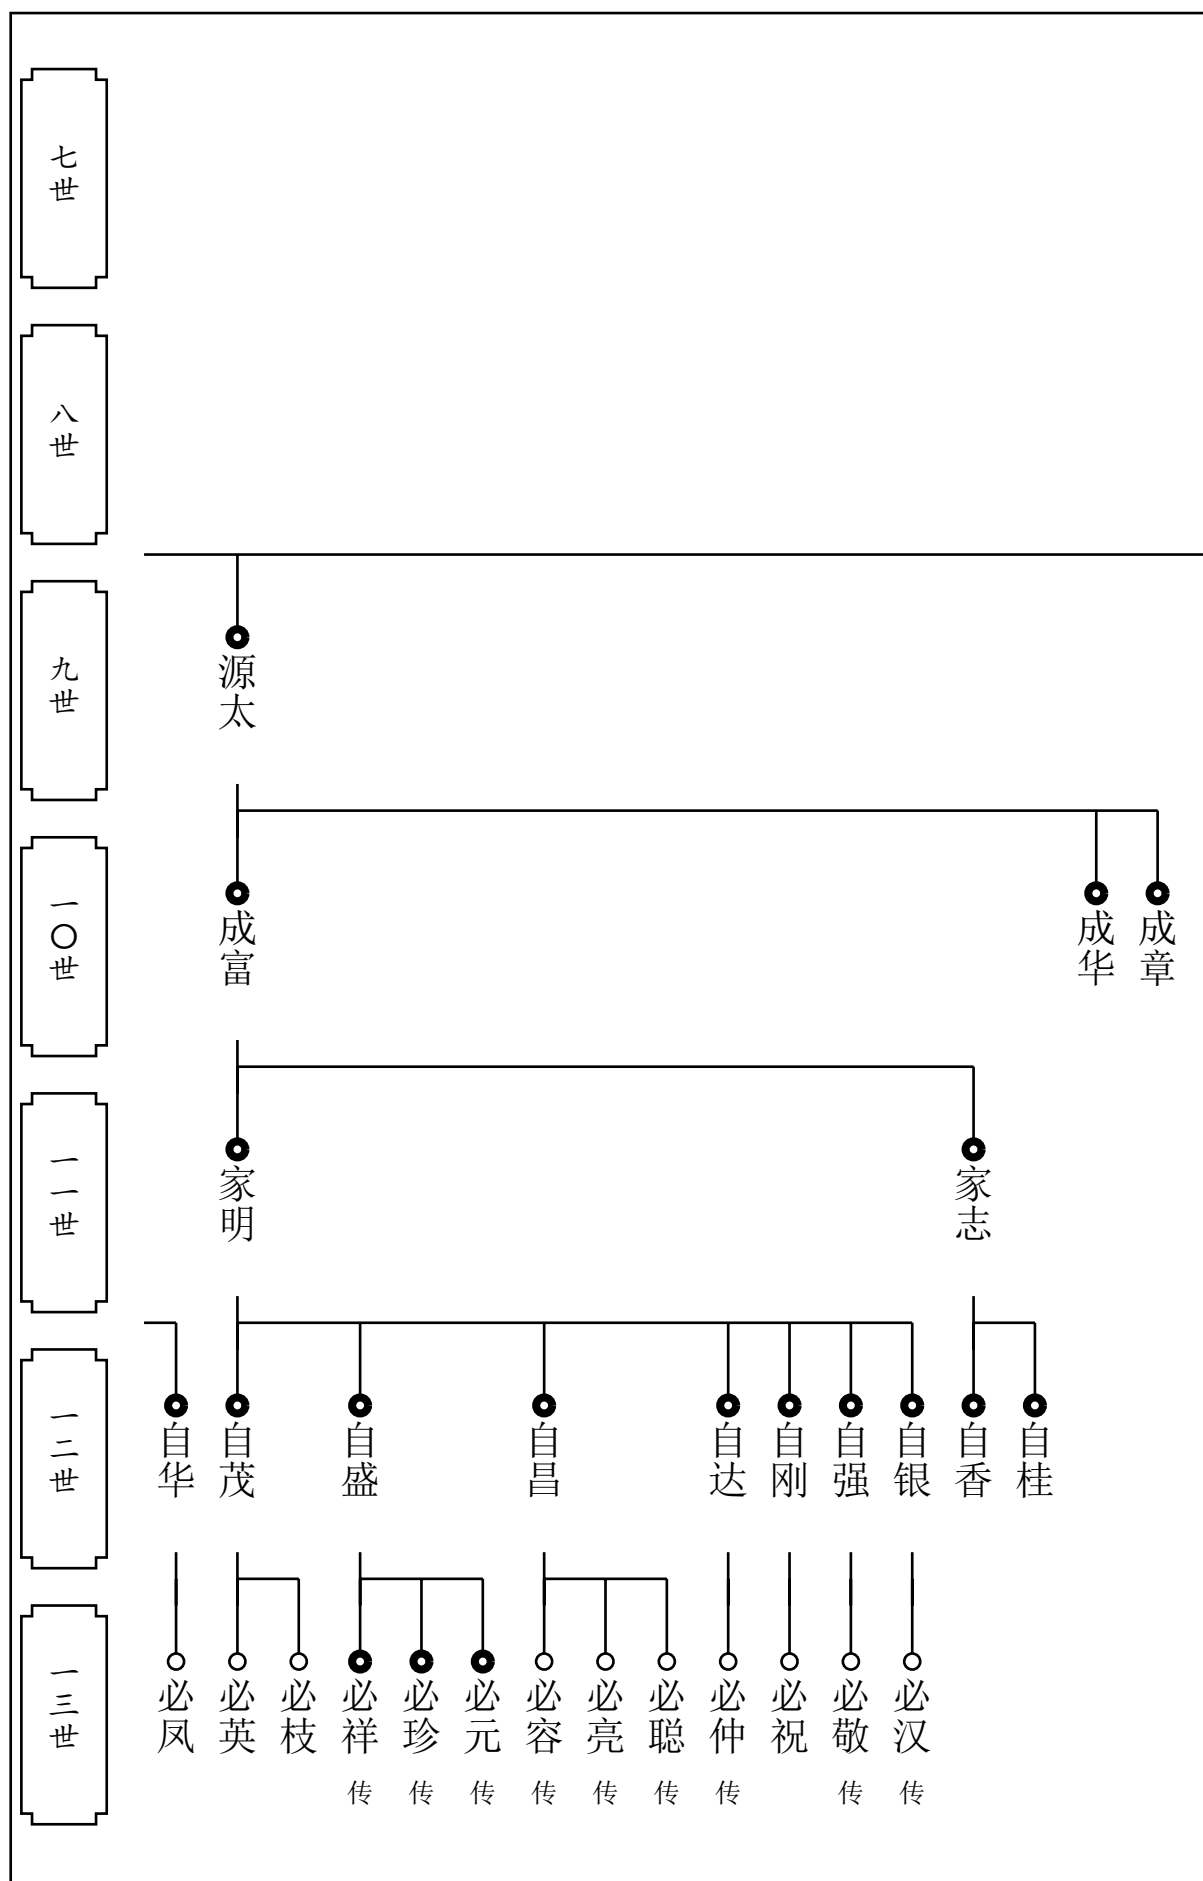 七世
八世
九世
一〇世
一一世
一二世
一三世
源太
成富
成华
成章
家明
家志
自华
自茂
自盛
自昌
自达
自刚
自强
自银
自香
自桂
必凤
必英
必枝
必祥 传
必珍 传
必元 传
必容 传
必亮 传
必聪 传
必仲 传
必祝
必敬 传
必汉 传